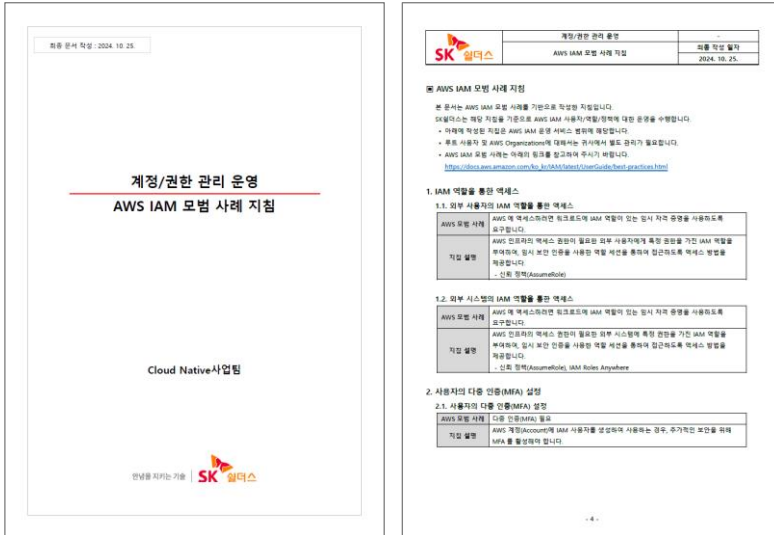 최종 문서 작성 : 2024. 10. 25.
계정/권한 관리 운영
AWS IAM 모범 사례 지침
Cloud Native사업팀
안녕을 지키는 기술
SK 쉴더스
SK 쉴더스
계정/권한 관리 운영
-
AWS IAM 모범 사례 지침
최종 작성 일자
2024. 10. 25.
▣ AWS IAM 모범 사례 지침
본 문서는 AWS IAM 모범 사례를 기반으로 작성한 지침입니다.
SK쉴더스는 해당 지침을 기준으로 AWS IAM 사용자/역할/정책에 대한 운영을 수행합니다.
• 아래에 작성된 지침은 AWS IAM 운영 서비스 범위에 해당합니다.
• 루트 사용자 및 AWS Organizations에 대해서는 귀사에서 별도 관리가 필요합니다.
• AWS IAM 모범 사례는 아래의 링크를 참고하여 주시기 바랍니다.
https://docs.aws.amazon.com/ko_kr/IAM/latest/UserGuide/best-practices.html
1. IAM 역할을 통한 액세스
1.1. 외부 사용자의 IAM 역할을 통한 액세스
AWS 모범 사례
AWS 에 액세스하려면 워크로드에 IAM 역할이 있는 임시 자격 증명을 사용하도록
요구합니다.
지침 설명
AWS 인프라의 액세스 권한이 필요한 외부 사용자에게 특정 권한을 가진 IAM 역할을
부여하여, 임시 보안 인증을 사용한 역할 세션을 통하여 접근하도록 액세스 방법을
제공합니다.
- 신뢰 정책(AssumeRole)
1.2. 외부 시스템의 IAM 역할을 통한 액세스
AWS 모범 사례
AWS 에 액세스하려면 워크로드에 IAM 역할이 있는 임시 자격 증명을 사용하도록
요구합니다.
지침 설명
AWS 인프라의 액세스 권한이 필요한 외부 시스템에 특정 권한을 가진 IAM 역할을
부여하여, 임시 보안 인증을 사용한 역할 세션을 통하여 접근하도록 액세스 방법을
제공합니다.
- 신뢰 정책(AssumeRole), IAM Roles Anywhere
2. 사용자의 다중 인증(MFA) 설정
2.1. 사용자의 다중 인증(MFA) 설정
AWS 모범 사례
다중 인증(MFA) 필요
지침 설명
AWS 계정(Account)에 IAM 사용자를 생성하여 사용하는 경우, 추가적인 보안을 위해
MFA 를 활성해야 합니다.
- 4 -